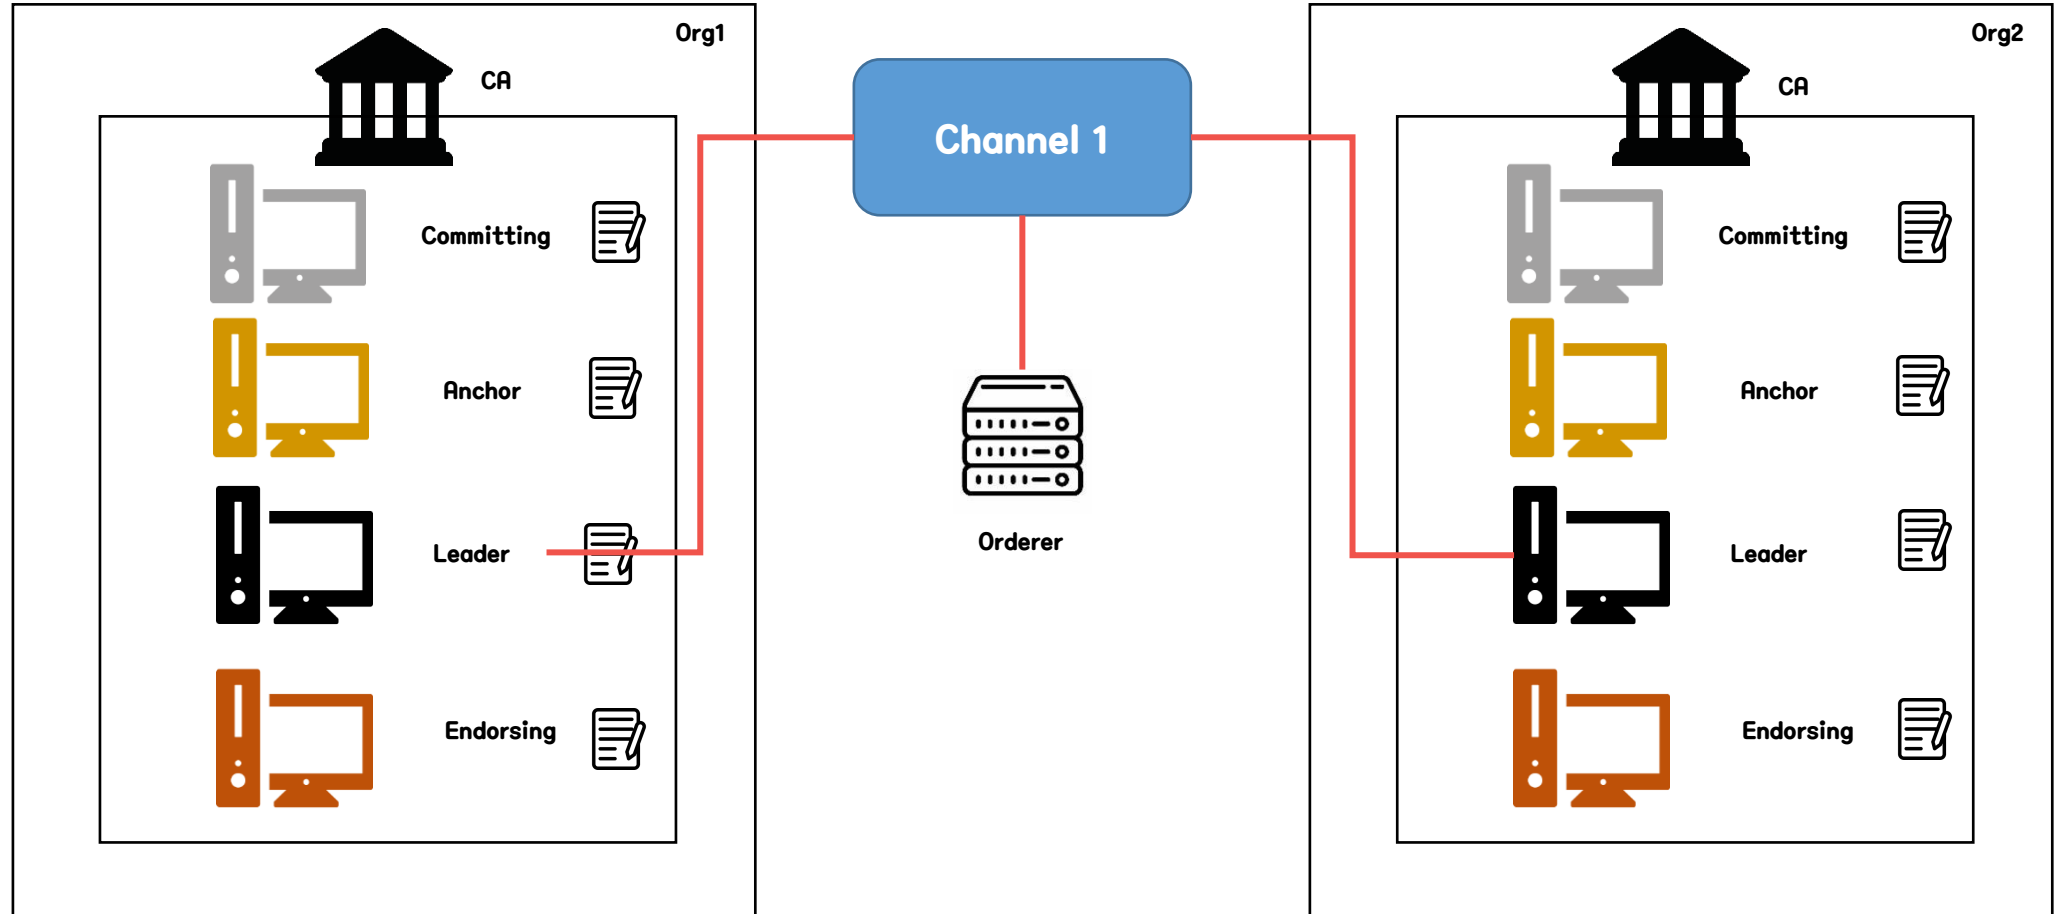 Org1
CA
Committing
Anchor
Leader
Endorsing
Channel 1
Orderer
Org2
CA
Committing
Anchor
Leader
Endorsing